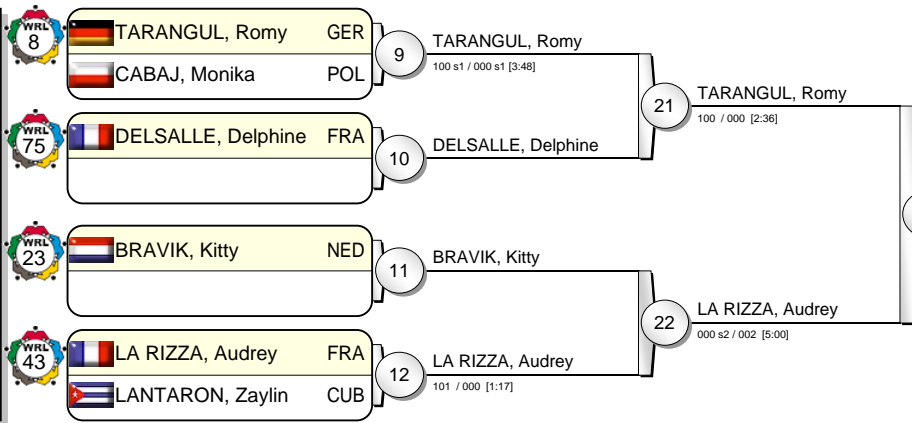 WRL
8
TARANGUL, Romy GER
CABAJ, Monika POL
9
TARANGUL, Romy
100 s1 / 000 s1 [3:48]
21
TARANGUL, Romy
100 / 000 [2:36]
WRL
75
DELSALLE, Delphine FRA
10
DELSALLE, Delphine
WRL
23
BRAVIK, Kitty NED
11
BRAVIK, Kitty
22
LA RIZZA, Audrey
000 s2 / 002 [5:00]
WRL
43
LA RIZZA, Audrey FRA
LANTARON, Zaylin CUB
12
LA RIZZA, Audrey
101 / 000 [1:17]